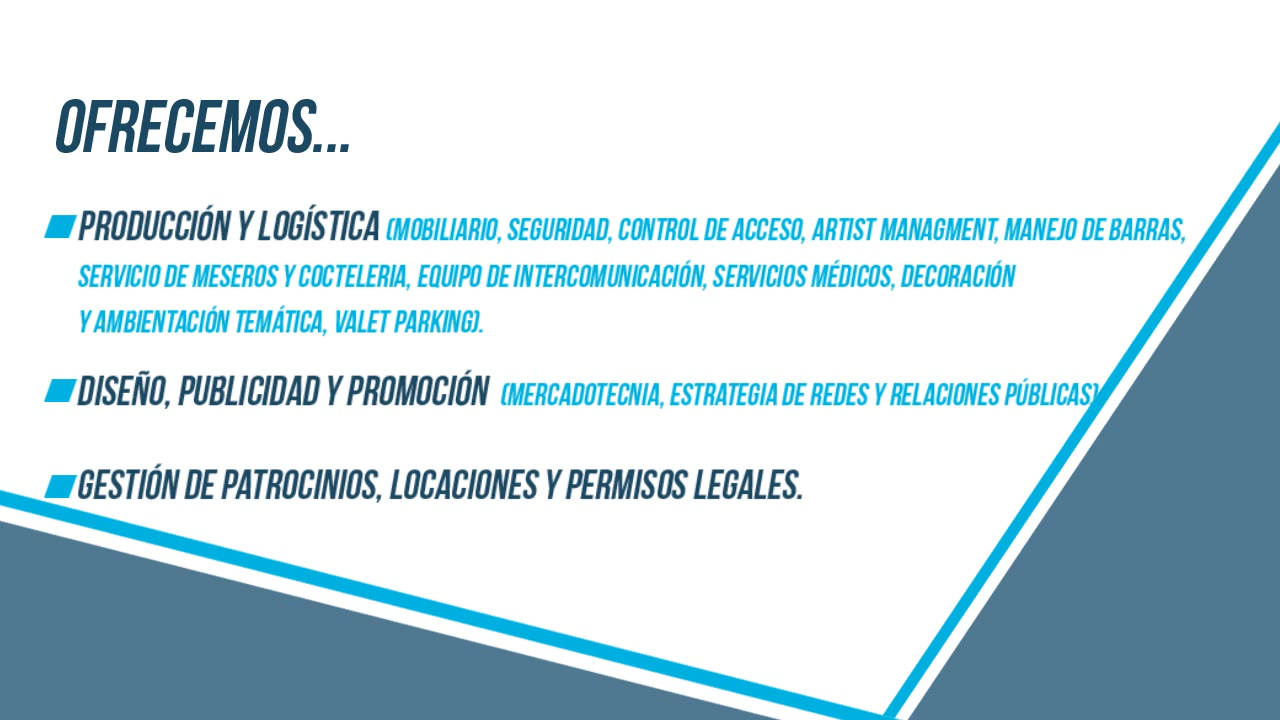 OFRECEMOS...
PRODUCCIÓN Y LOGÍSTICA (MOBILIARIO, SEGURIDAD, CONTROL DE ACCESO, ARTIST MANAGMENT, MANEJO DE BARRAS,
SERVICIO DE MESEROS Y COCTELERIA, EQUIPO DE INTERCOMUNICACIÓN, SERVICIOS MÉDICOS, DECORACIÓN
Y AMBIENTACIÓN TEMÁTICA, VALET PARKING).
DISEÑO, PUBLICIDAD Y PROMOCIÓN (MERCADOTECNIA, ESTRATEGIA DE REDES Y RELACIONES PÚBLICAS)
GESTIÓN DE PATROCINIOS, LOCACIONES Y PERMISOS LEGALES.